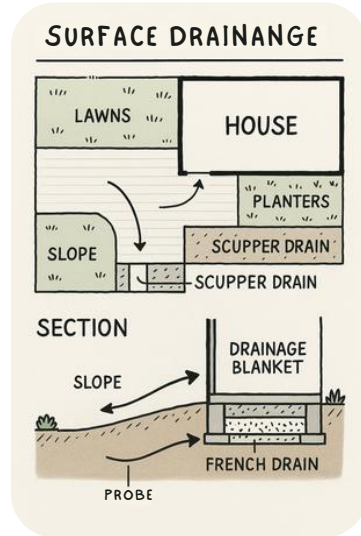 SURFACE DRAINANGE
LAWNS
HOUSE
PLANTERS
SLOPE
SCUPPER DRAIN
SCUPPER DRAIN
SECTION
DRAINAGE
BLANKET
SLOPE
FRENCH DRAIN
PROBE